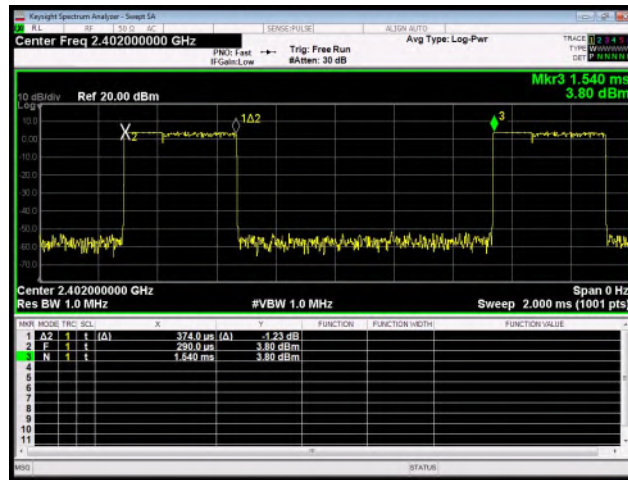 Keysight Spectrum Analyzer - Swept SA
RL RF 50 Ω AC SENSE:PULSE ALIGN AUTO
Center Freq 2.402000000 GHz Avg Type: Log-Pwr TRACE 1 2 3 4 5
PNO: Fast Trig: Free Run TYPE
IFGain:Low #Atten: 30 dB DET P N N N N
Mkr3 1.540 ms
10 dB/div Ref 20.00 dBm 3.80 dBm
Log
10.0
1Δ2
3
X2
0.00
-10.0
-20.0
-30.0
-40.0
-50.0
-60.0
-70.0
Center 2.402000000 GHz Span 0 Hz
Res BW 1.0 MHz #VBW 1.0 MHz Sweep 2.000 ms (1001 pts)
MKR MODE TRC SCL X Y FUNCTION FUNCTION WIDTH FUNCTION VALUE
1 Δ2 1 t (Δ) 374.0 µs (Δ) -1.23 dB
2 F 1 t 290.0 µs 3.80 dBm
3 N 1 t 1.540 ms 3.80 dBm
4
5
6
7
8
9
10
11
MSG STATUS